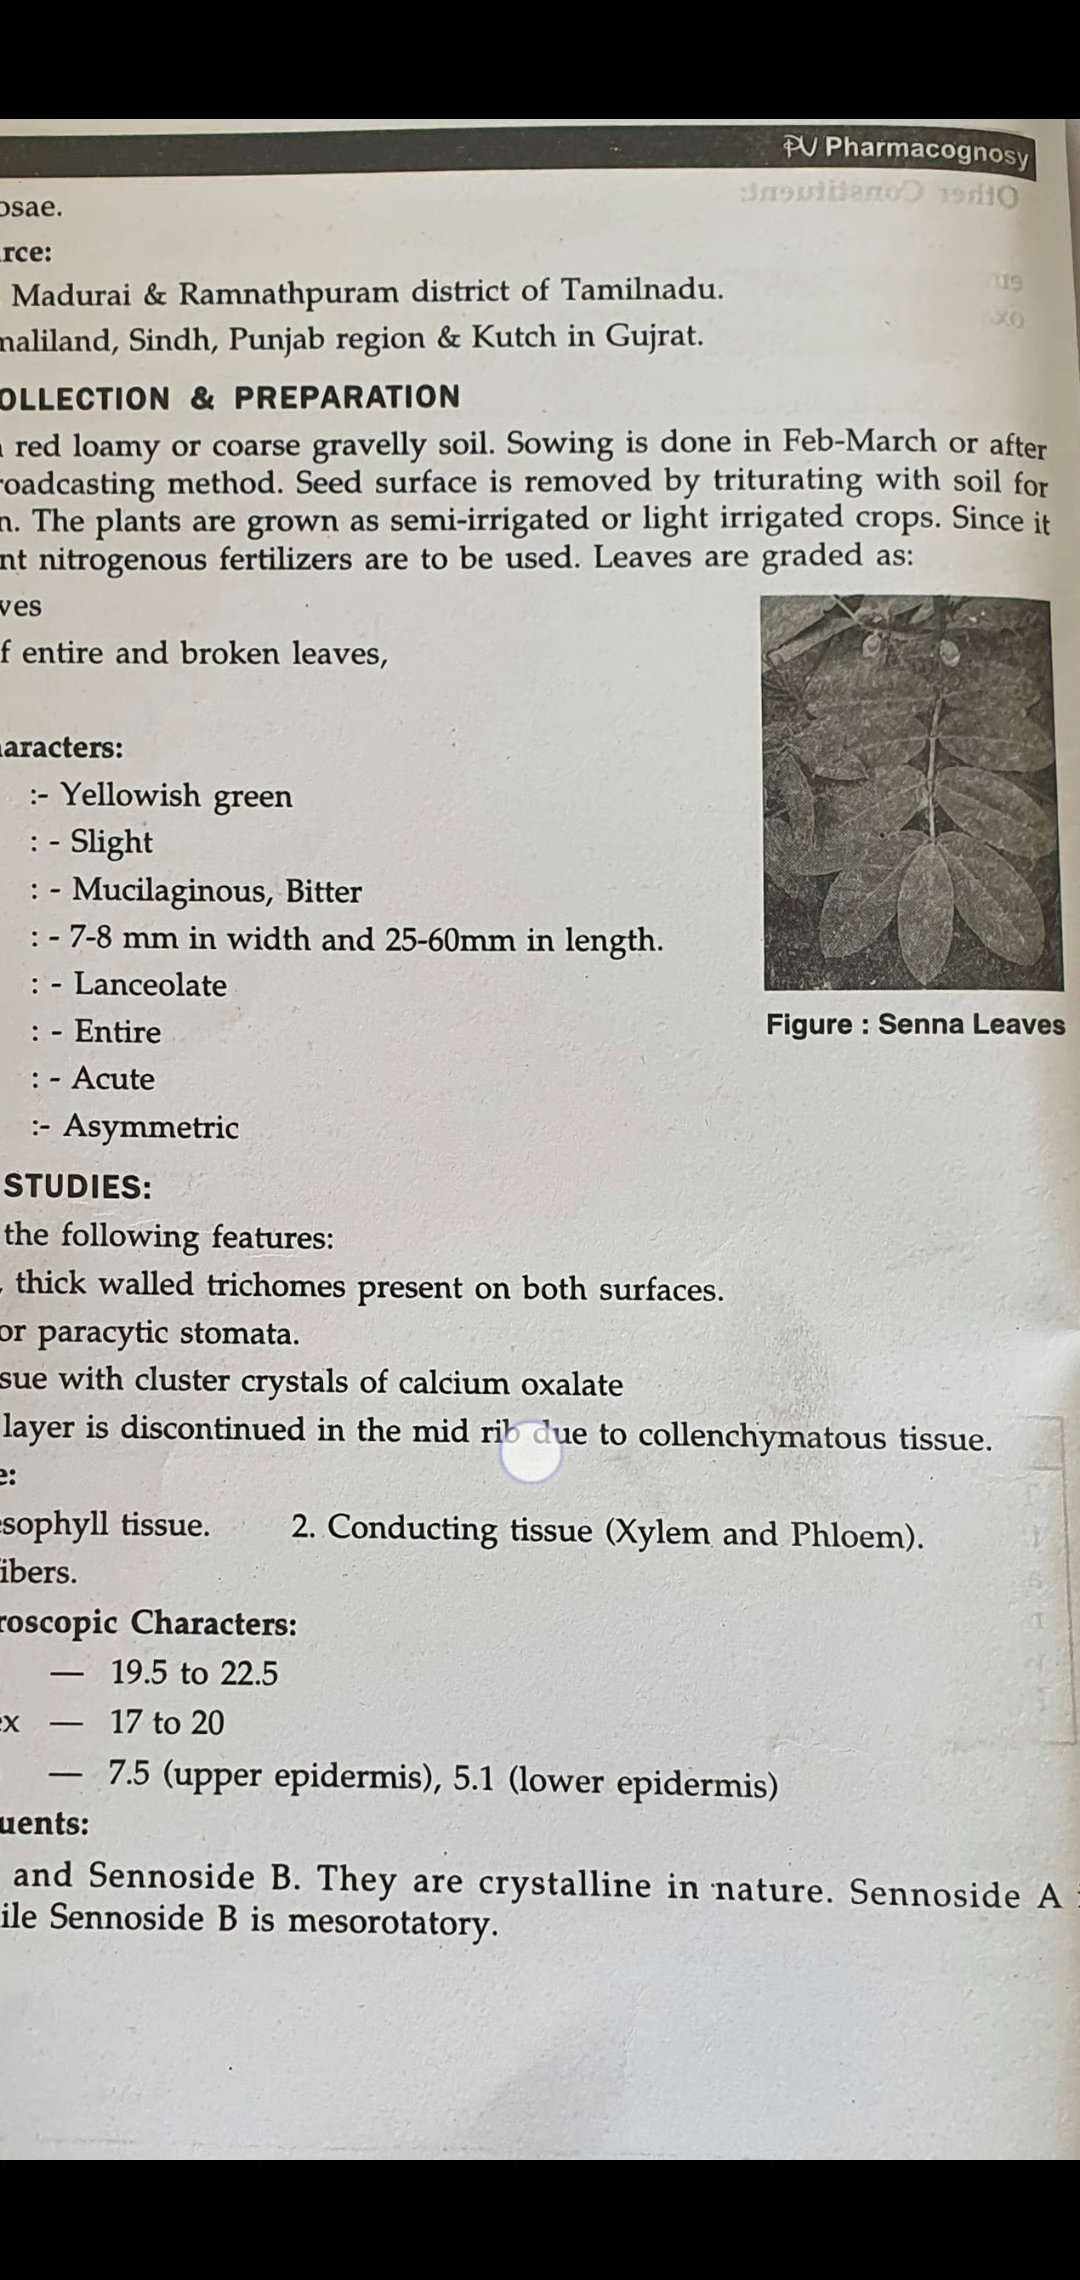 PV Pharmacognosy
osae.
rce:
Madurai & Ramnathpuram district of Tamilnadu.
naliland, Sindh, Punjab region & Kutch in Gujrat.
OLLECTION & PREPARATION
red loamy or coarse gravelly soil. Sowing is done in Feb-March or after
roadcasting method. Seed surface is removed by triturating with soil for
n. The plants are grown as semi-irrigated or light irrigated crops. Since it
nt nitrogenous fertilizers are to be used. Leaves are graded as:
ves
f entire and broken leaves,
aracters:
:- Yellowish green
: - Slight
: - Mucilaginous, Bitter
: - 7-8 mm in width and 25-60mm in length.
: - Lanceolate
: - Entire
: - Acute
:- Asymmetric
Figure : Senna Leaves
STUDIES:
the following features:
, thick walled trichomes present on both surfaces.
or paracytic stomata.
sue with cluster crystals of calcium oxalate
layer is discontinued in the mid rib due to collenchymatous tissue.
e:
sophyll tissue. 2. Conducting tissue (Xylem and Phloem).
ibers.
roscopic Characters:
— 19.5 to 22.5
ex — 17 to 20
— 7.5 (upper epidermis), 5.1 (lower epidermis)
uents:
and Sennoside B. They are crystalline in nature. Sennoside A
ile Sennoside B is mesorotatory.